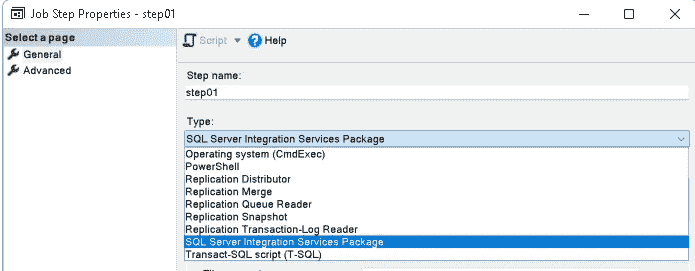 Job Step Properties - step01
Select a page
General
Advanced
Script
Help
Step name:
step01
Type:
SQL Server Integration Services Package
Operating system (CmdExec)
PowerShell
Replication Distributor
Replication Merge
Replication Queue Reader
Replication Snapshot
Replication Transaction-Log Reader
SQL Server Integration Services Package
Transact-SQL script (T-SQL)